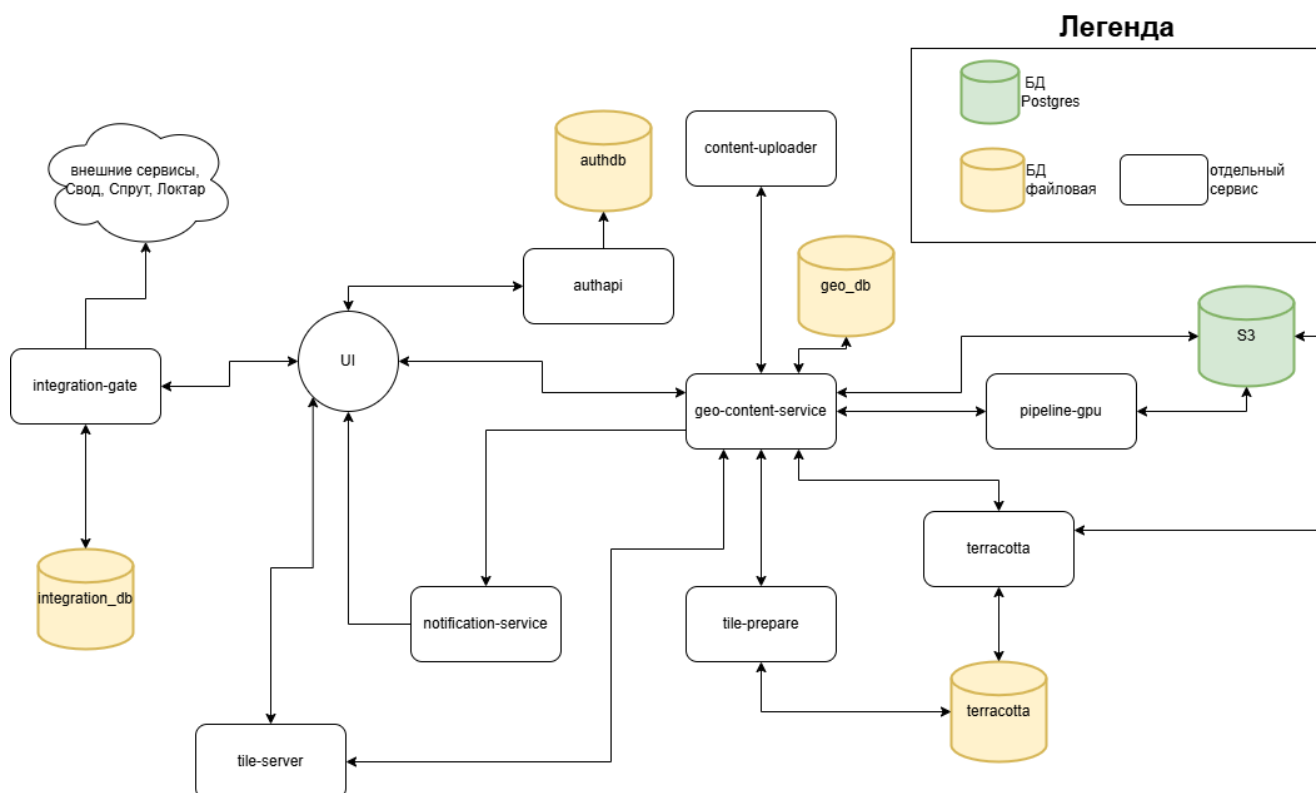 Легенда
БД
Postgres
БД
файловая
отдельный
сервис
внешние сервисы,
Свод, Спрут, Локтар
authdb
content-uploader
authapi
geo_db
S3
UI
integration-gate
geo-content-service
pipeline-gpu
terracotta
integration_db
notification-service
tile-prepare
terracotta
tile-server